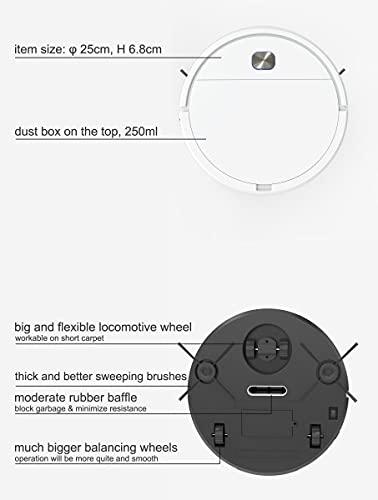 item size: φ 25cm, H 6.8cm
dust box on the top, 250ml
big and flexible locomotive wheel
workable on short carpet
thick and better sweeping brushes
moderate rubber baffle
block garbage & minimize resistance
much bigger balancing wheels
operation will be more quite and smooth